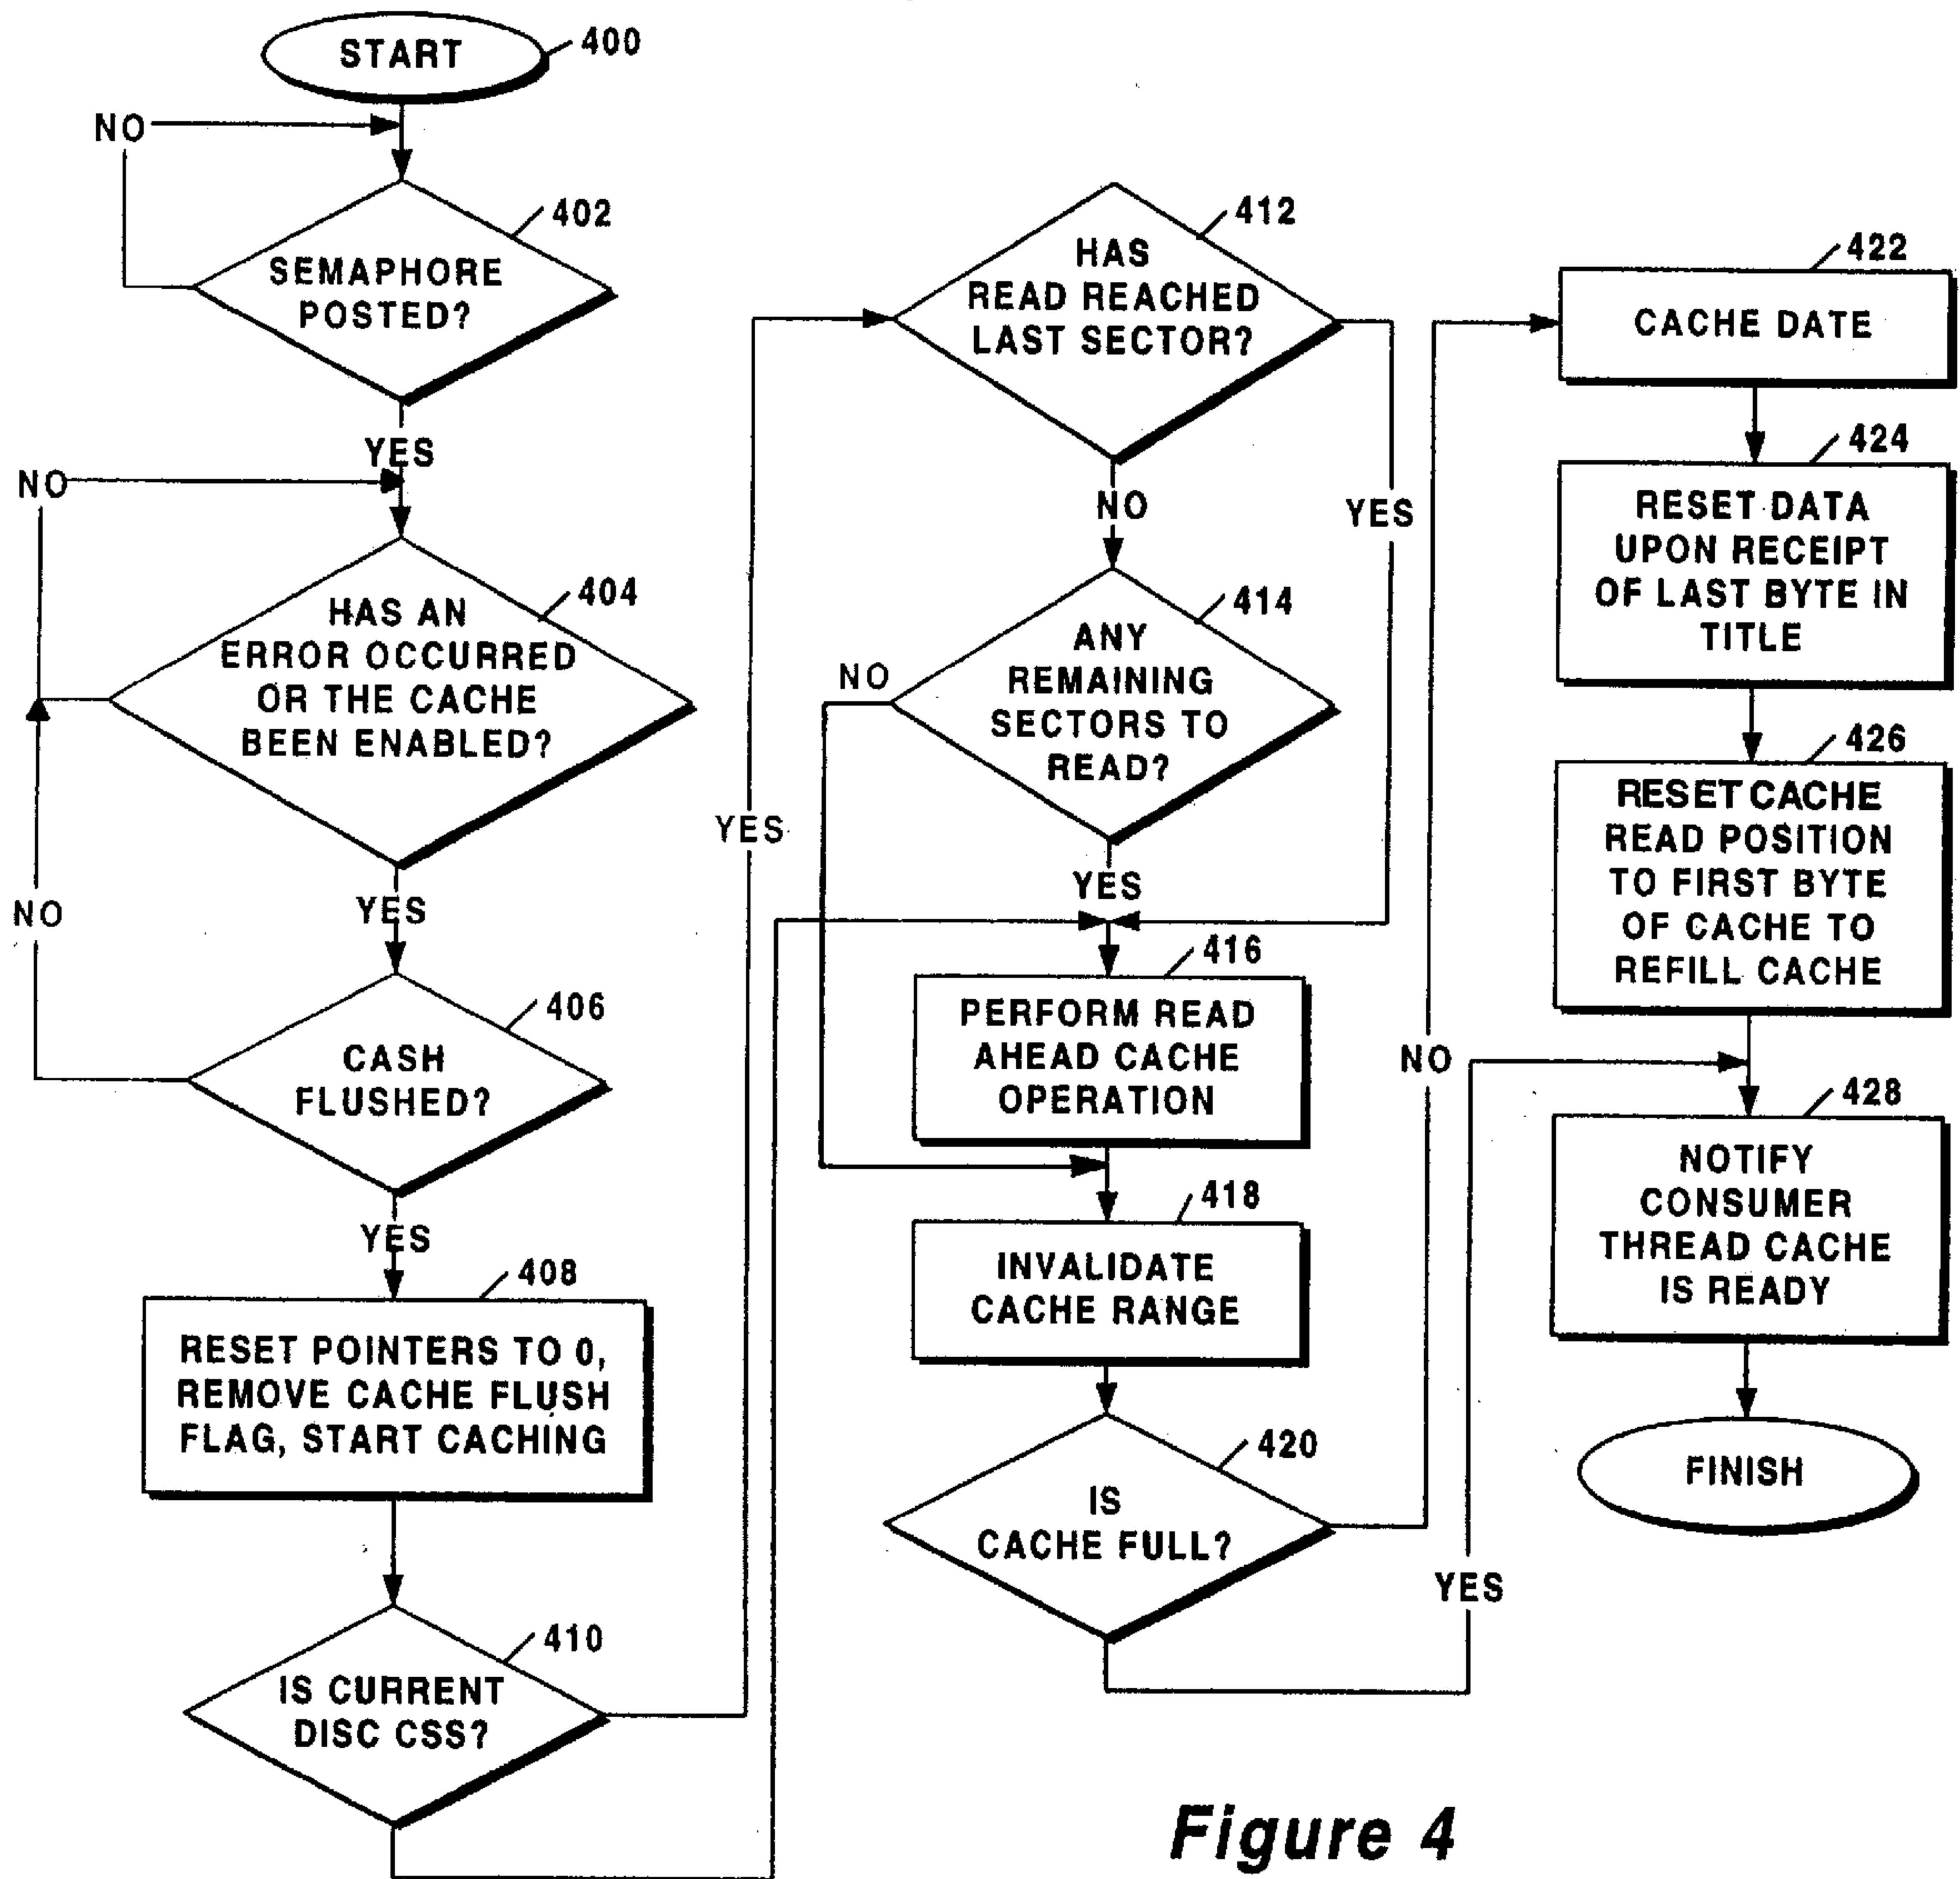 START
400
NO
402
SEMAPHORE
POSTED?
YES
NO
404
HAS AN
ERROR OCCURRED
OR THE CACHE
BEEN ENABLED?
YES
NO
406
CASH
FLUSHED?
YES
408
RESET POINTERS TO 0,
REMOVE CACHE FLUSH
FLAG, START CACHING
410
IS CURRENT
DISC CSS?
YES
412
HAS
READ REACHED
LAST SECTOR?
NO
YES
414
ANY
REMAINING
SECTORS TO
READ?
NO
YES
416
PERFORM READ
AHEAD CACHE
OPERATION
418
INVALIDATE
CACHE RANGE
420
IS
CACHE FULL?
NO
YES
422
CACHE DATE
424
RESET DATA
UPON RECEIPT
OF LAST BYTE IN
TITLE
426
RESET CACHE
READ POSITION
TO FIRST BYTE
OF CACHE TO
REFILL CACHE
428
NOTIFY
CONSUMER
THREAD CACHE
IS READY
FINISH
Figure 4